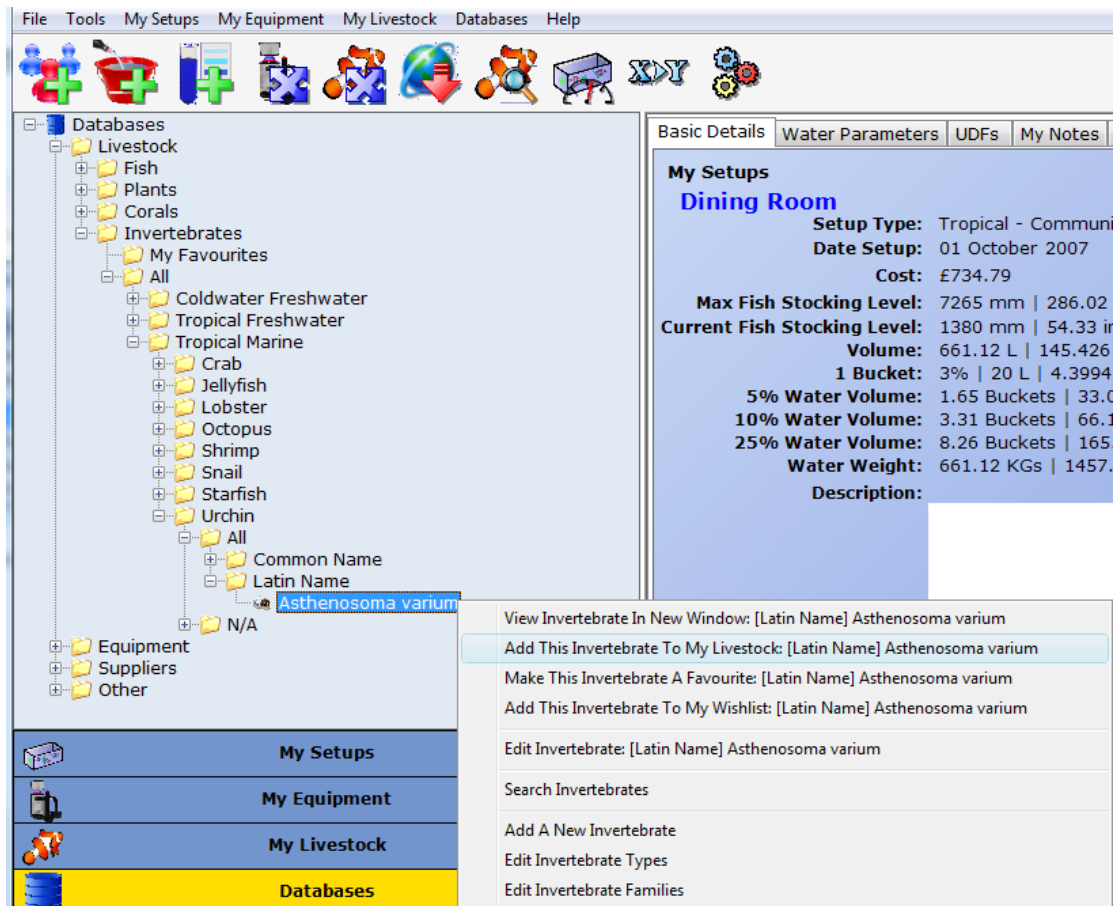 File Tools My Setups My Equipment My Livestock Databases Help
X>Y
Databases
Livestock
Fish
Plants
Corals
Invertebrates
My Favourites
All
Coldwater Freshwater
Tropical Freshwater
Tropical Marine
Crab
Jellyfish
Lobster
Octopus
Shrimp
Snail
Starfish
Urchin
All
Common Name
Latin Name
Asthenosoma varium
N/A
Equipment
Suppliers
Other
My Setups
My Equipment
My Livestock
Databases
Basic Details Water Parameters UDFs My Notes
My Setups
Dining Room
Setup Type: Tropical - Communi
Date Setup: 01 October 2007
Cost: £734.79
Max Fish Stocking Level: 7265 mm | 286.02
Current Fish Stocking Level: 1380 mm | 54.33 in
Volume: 661.12 L | 145.426
1 Bucket: 3% | 20 L | 4.3994
5% Water Volume: 1.65 Buckets | 33.0
10% Water Volume: 3.31 Buckets | 66.1
25% Water Volume: 8.26 Buckets | 165.
Water Weight: 661.12 KGs | 1457.
Description:
View Invertebrate In New Window: [Latin Name] Asthenosoma varium
Add This Invertebrate To My Livestock: [Latin Name] Asthenosoma varium
Make This Invertebrate A Favourite: [Latin Name] Asthenosoma varium
Add This Invertebrate To My Wishlist: [Latin Name] Asthenosoma varium
Edit Invertebrate: [Latin Name] Asthenosoma varium
Search Invertebrates
Add A New Invertebrate
Edit Invertebrate Types
Edit Invertebrate Families